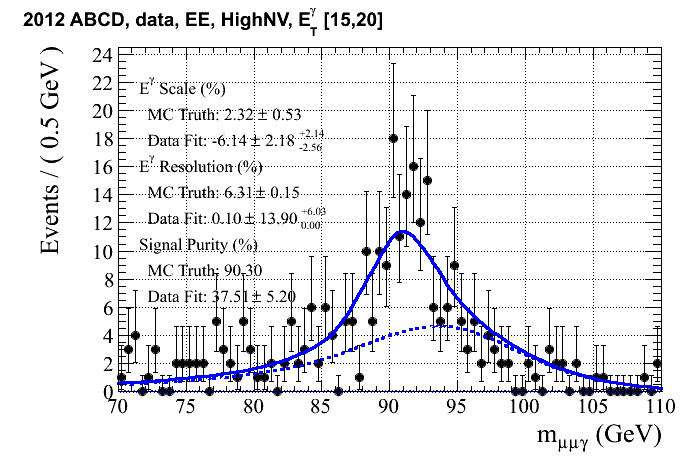 2012 ABCD, data, EE, HighNV, E_T^γ [15,20]
Events / ( 0.5 GeV )
24
22
20
18
16
14
12
10
8
6
4
2
0
E^γ Scale (%)
MC Truth: 2.32 ± 0.53
Data Fit: -6.14 ± 2.18 +2.14 -2.56
E^γ Resolution (%)
MC Truth: 6.31 ± 0.15
Data Fit: 0.10 ± 13.90 +6.03 0.00
Signal Purity (%)
MC Truth: 90.30
Data Fit: 37.51 ± 5.20
70 75 80 85 90 95 100 105 110
m_μμγ (GeV)